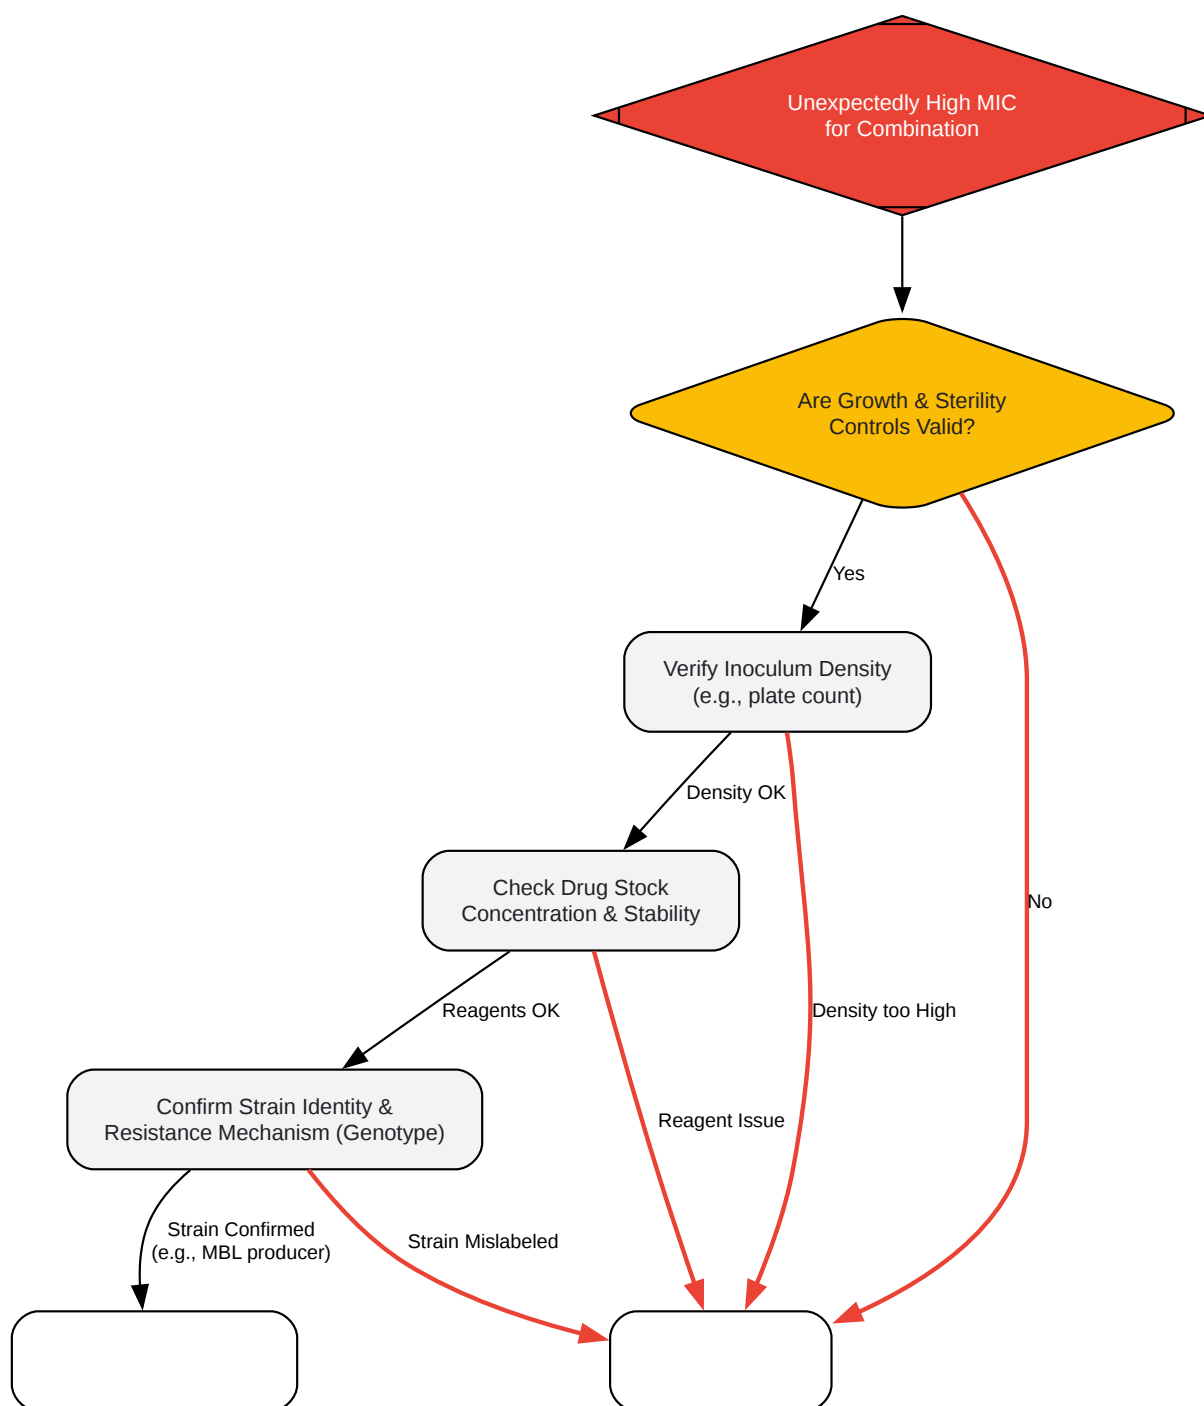 Unexpectedly High MIC
for Combination
Are Growth & Sterility
Controls Valid?
Yes
Verify Inoculum Density
(e.g., plate count)
Density OK
Check Drug Stock
Concentration & Stability
No
Reagents OK
Density too High
Confirm Strain Identity &
Resistance Mechanism (Genotype)
Reagent Issue
Strain Confirmed
(e.g., MBL producer)
Strain Mislabeled